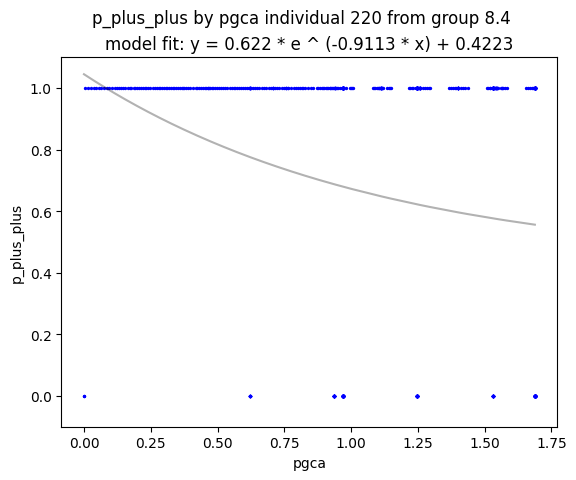 p_plus_plus by pgca individual 220 from group 8.4
model fit: y = 0.622 * e ^ (-0.9113 * x) + 0.4223
1.0
0.8
0.6
0.4
0.2
0.0
p_plus_plus
0.00 0.25 0.50 0.75 1.00 1.25 1.50 1.75
pgca